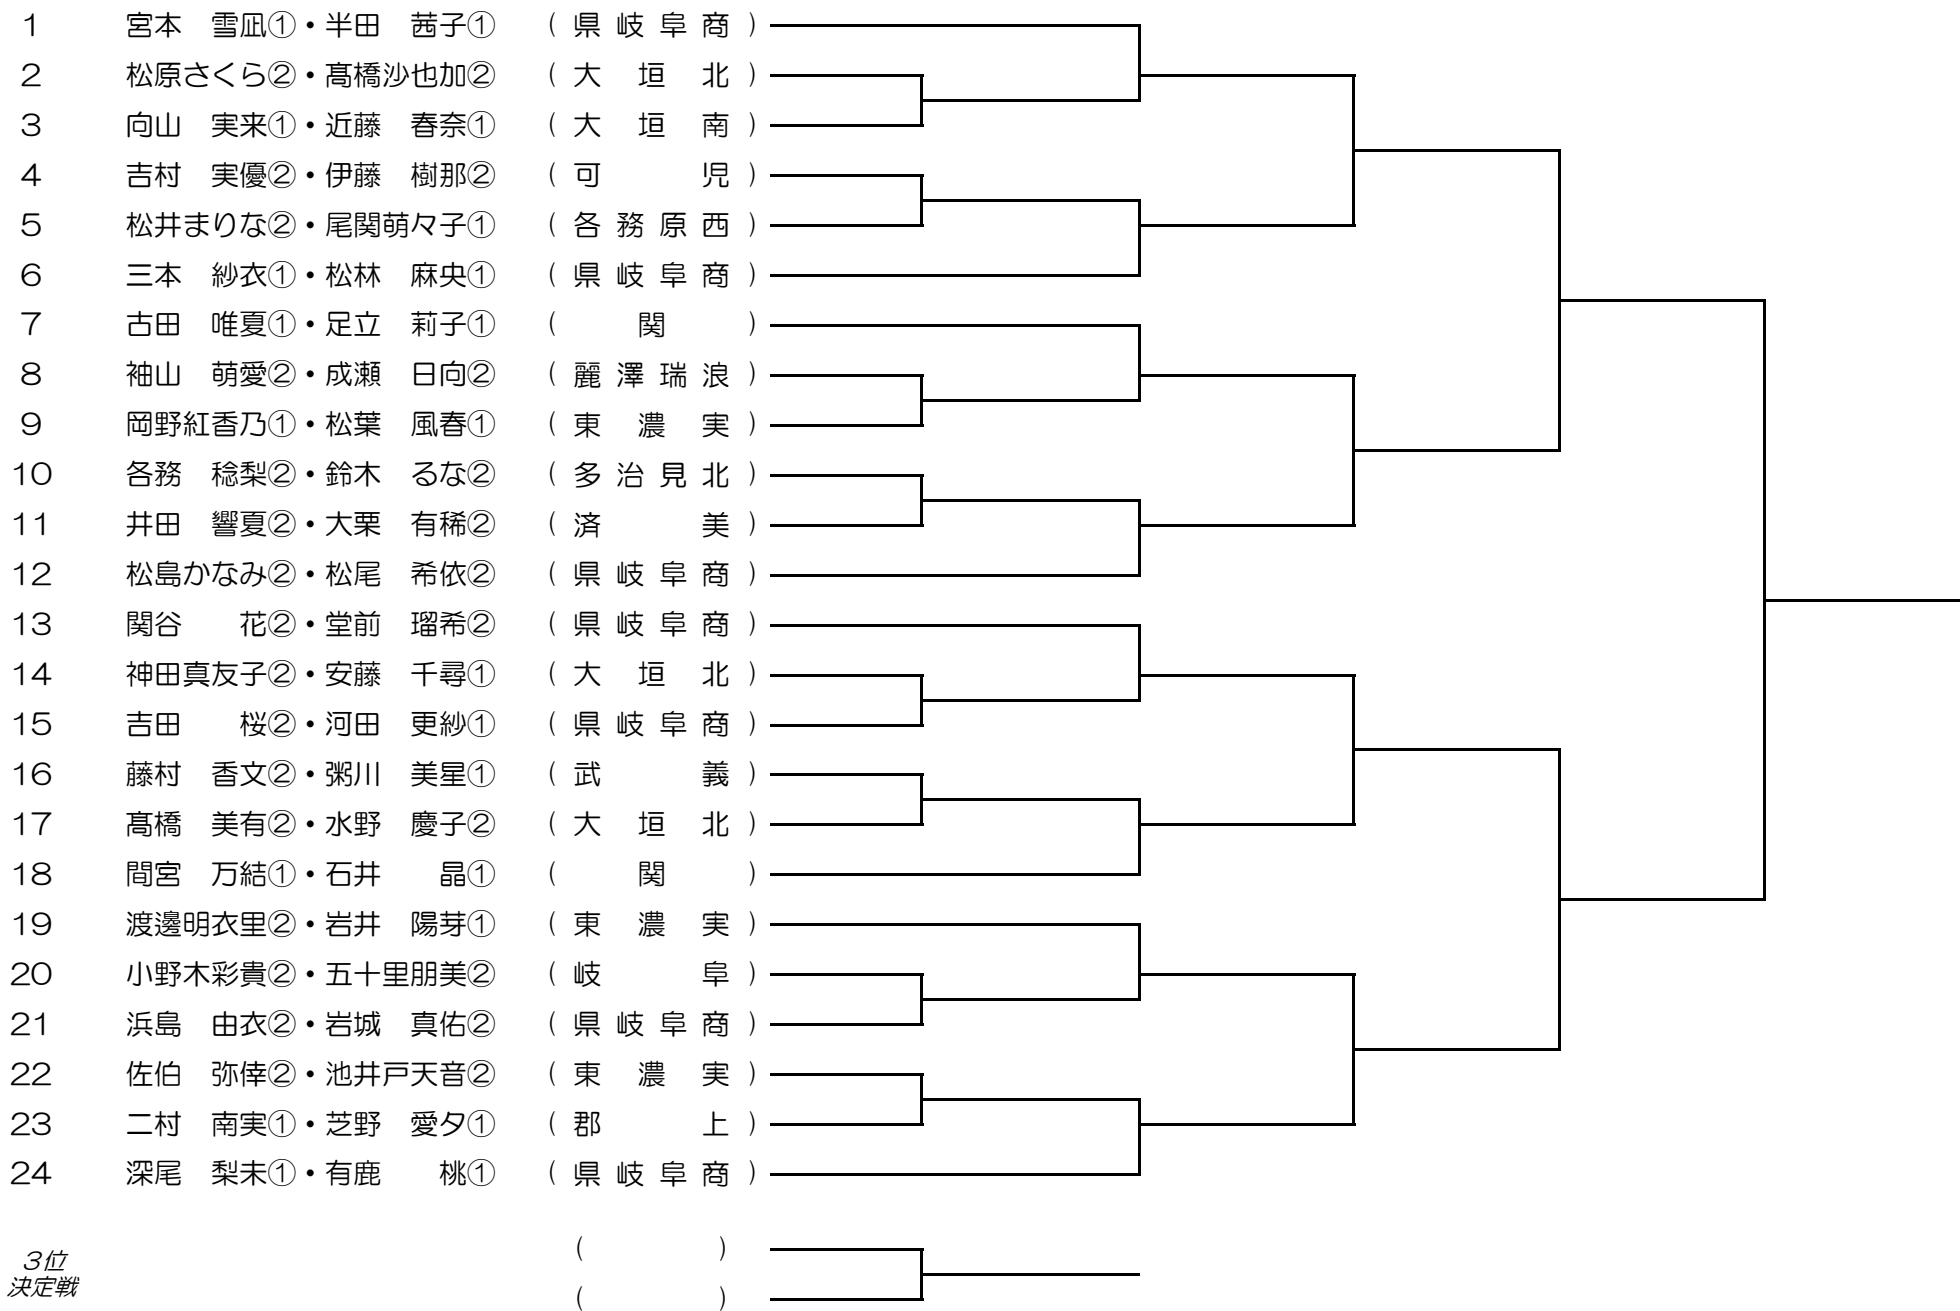 1 宮本 雪凪①・半田 茜子① (県岐阜商)
2 松原さくら②・髙橋沙也加② (大垣北)
3 向山 実来①・近藤 春奈① (大垣南)
4 吉村 実優②・伊藤 樹那② (可児)
5 松井まりな②・尾関萌々子① (各務原西)
6 三本 紗衣①・松林 麻央① (県岐阜商)
7 古田 唯夏①・足立 莉子① (関)
8 袖山 萌愛②・成瀬 日向② (麗澤瑞浪)
9 岡野紅香乃①・松葉 風春① (東濃実)
10 各務 稔梨②・鈴木 るな② (多治見北)
11 井田 響夏②・大栗 有稀② (済美)
12 松島かなみ②・松尾 希依② (県岐阜商)
13 関谷 花②・堂前 瑠希② (県岐阜商)
14 神田真友子②・安藤 千尋① (大垣北)
15 吉田 桜②・河田 更紗① (県岐阜商)
16 藤村 香文②・粥川 美星① (武義)
17 髙橋 美有②・水野 慶子② (大垣北)
18 間宮 万結①・石井 晶① (関)
19 渡邊明衣里②・岩井 陽芽① (東濃実)
20 小野木彩貴②・五十里朋美② (岐阜)
21 浜島 由衣②・岩城 真佑② (県岐阜商)
22 佐伯 弥倖②・池井戸天音② (東濃実)
23 二村 南実①・芝野 愛夕① (郡上)
24 深尾 梨未①・有鹿 桃① (県岐阜商)
( )
3位
決定戦
( )